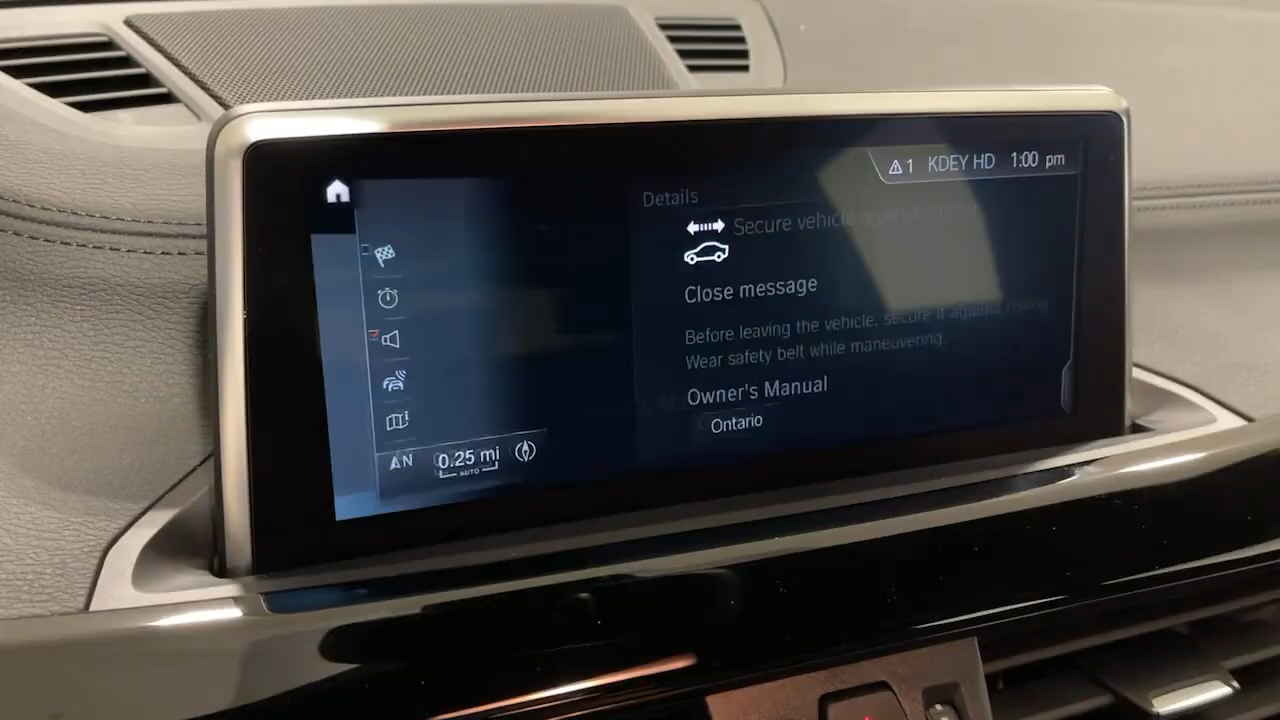 1 KDEY HD 1:00 pm
Details
Secure vehicle against
Close message
Before leaving the vehicle, secure it against rolling
Wear safety belt while maneuvering
Owner's Manual
Ontario
N 0.25 mi
AUTO